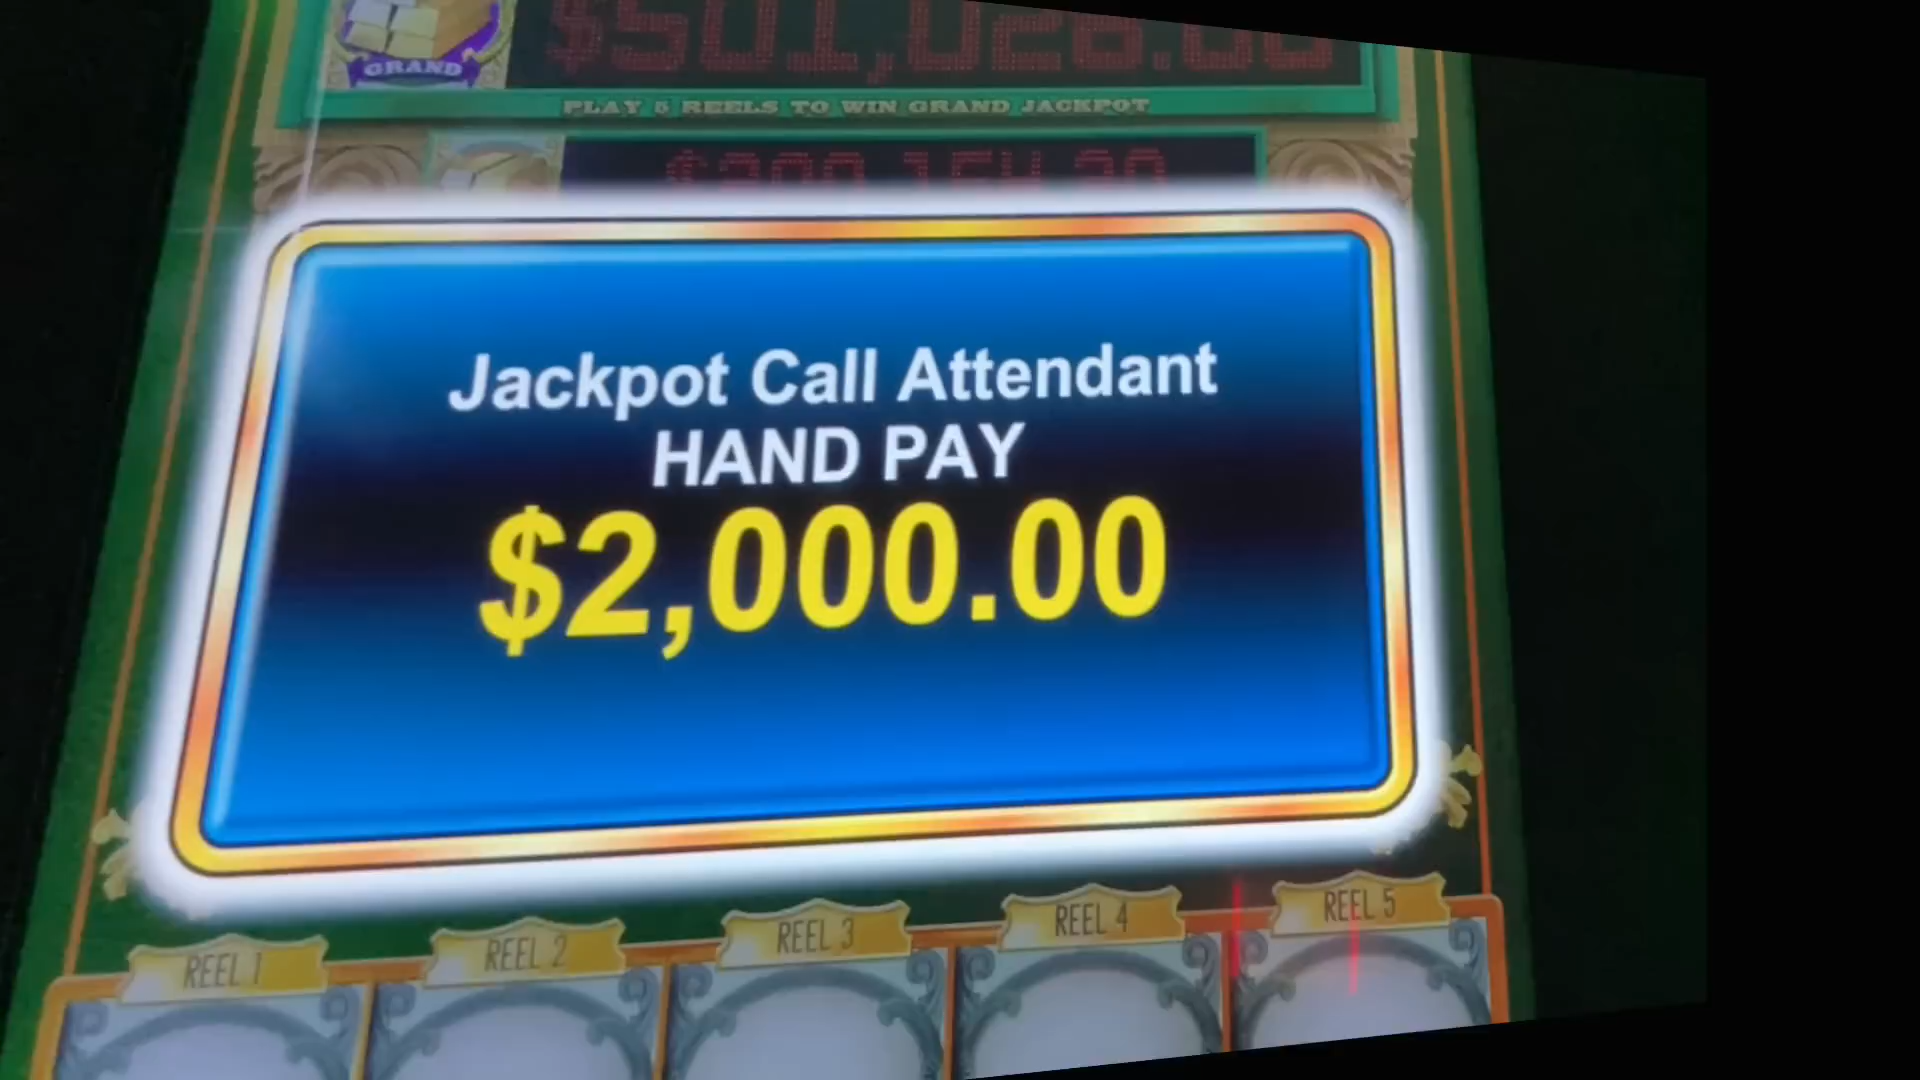 GRAND
PLAY 5 REELS TO WIN GRAND JACKPOT
Jackpot Call Attendant
HAND PAY
$2,000.00
REEL 1
REEL 2
REEL 3
REEL 4
REEL 5